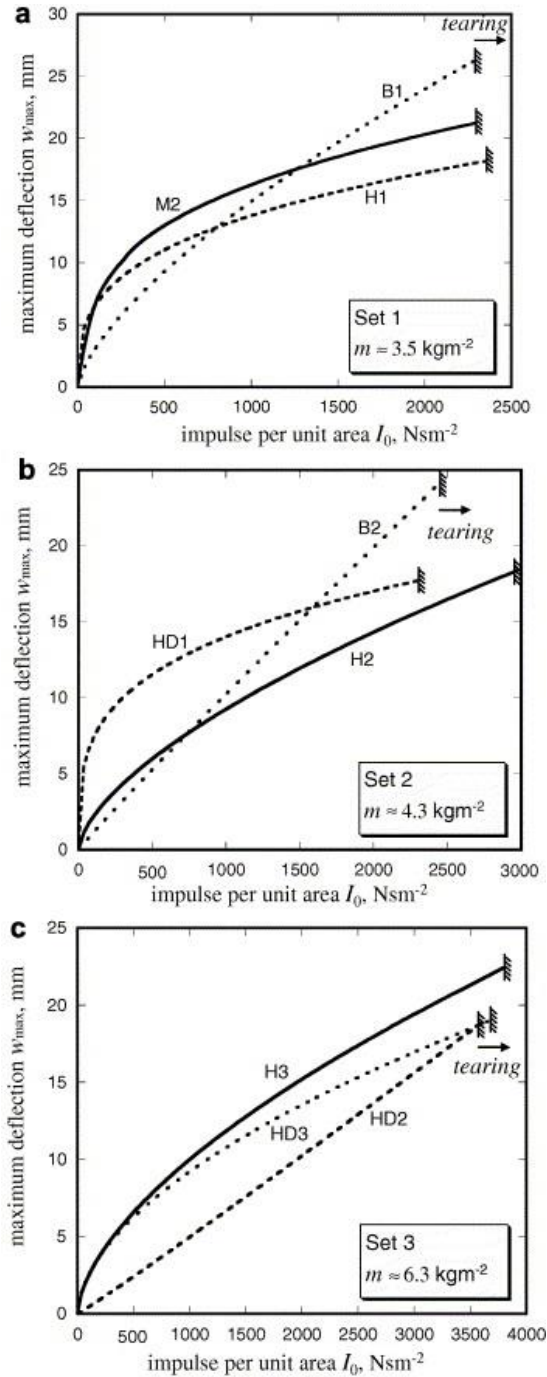 a
30
25
20
15
10
5
0
maximum deflection wmax, mm
tearing
B1
M2
H1
Set 1
m ≈ 3.5 kgm-2
0 500 1000 1500 2000 2500
impulse per unit area I0, Nsm-2
b
25
20
15
10
5
0
maximum deflection wmax, mm
B2
tearing
HD1
H2
Set 2
m ≈ 4.3 kgm-2
0 500 1000 1500 2000 2500 3000
impulse per unit area I0, Nsm-2
c
25
20
15
10
5
0
maximum deflection wmax, mm
H3
tearing
HD3
HD2
Set 3
m ≈ 6.3 kgm-2
0 500 1000 1500 2000 2500 3000 3500 4000
impulse per unit area I0, Nsm-2